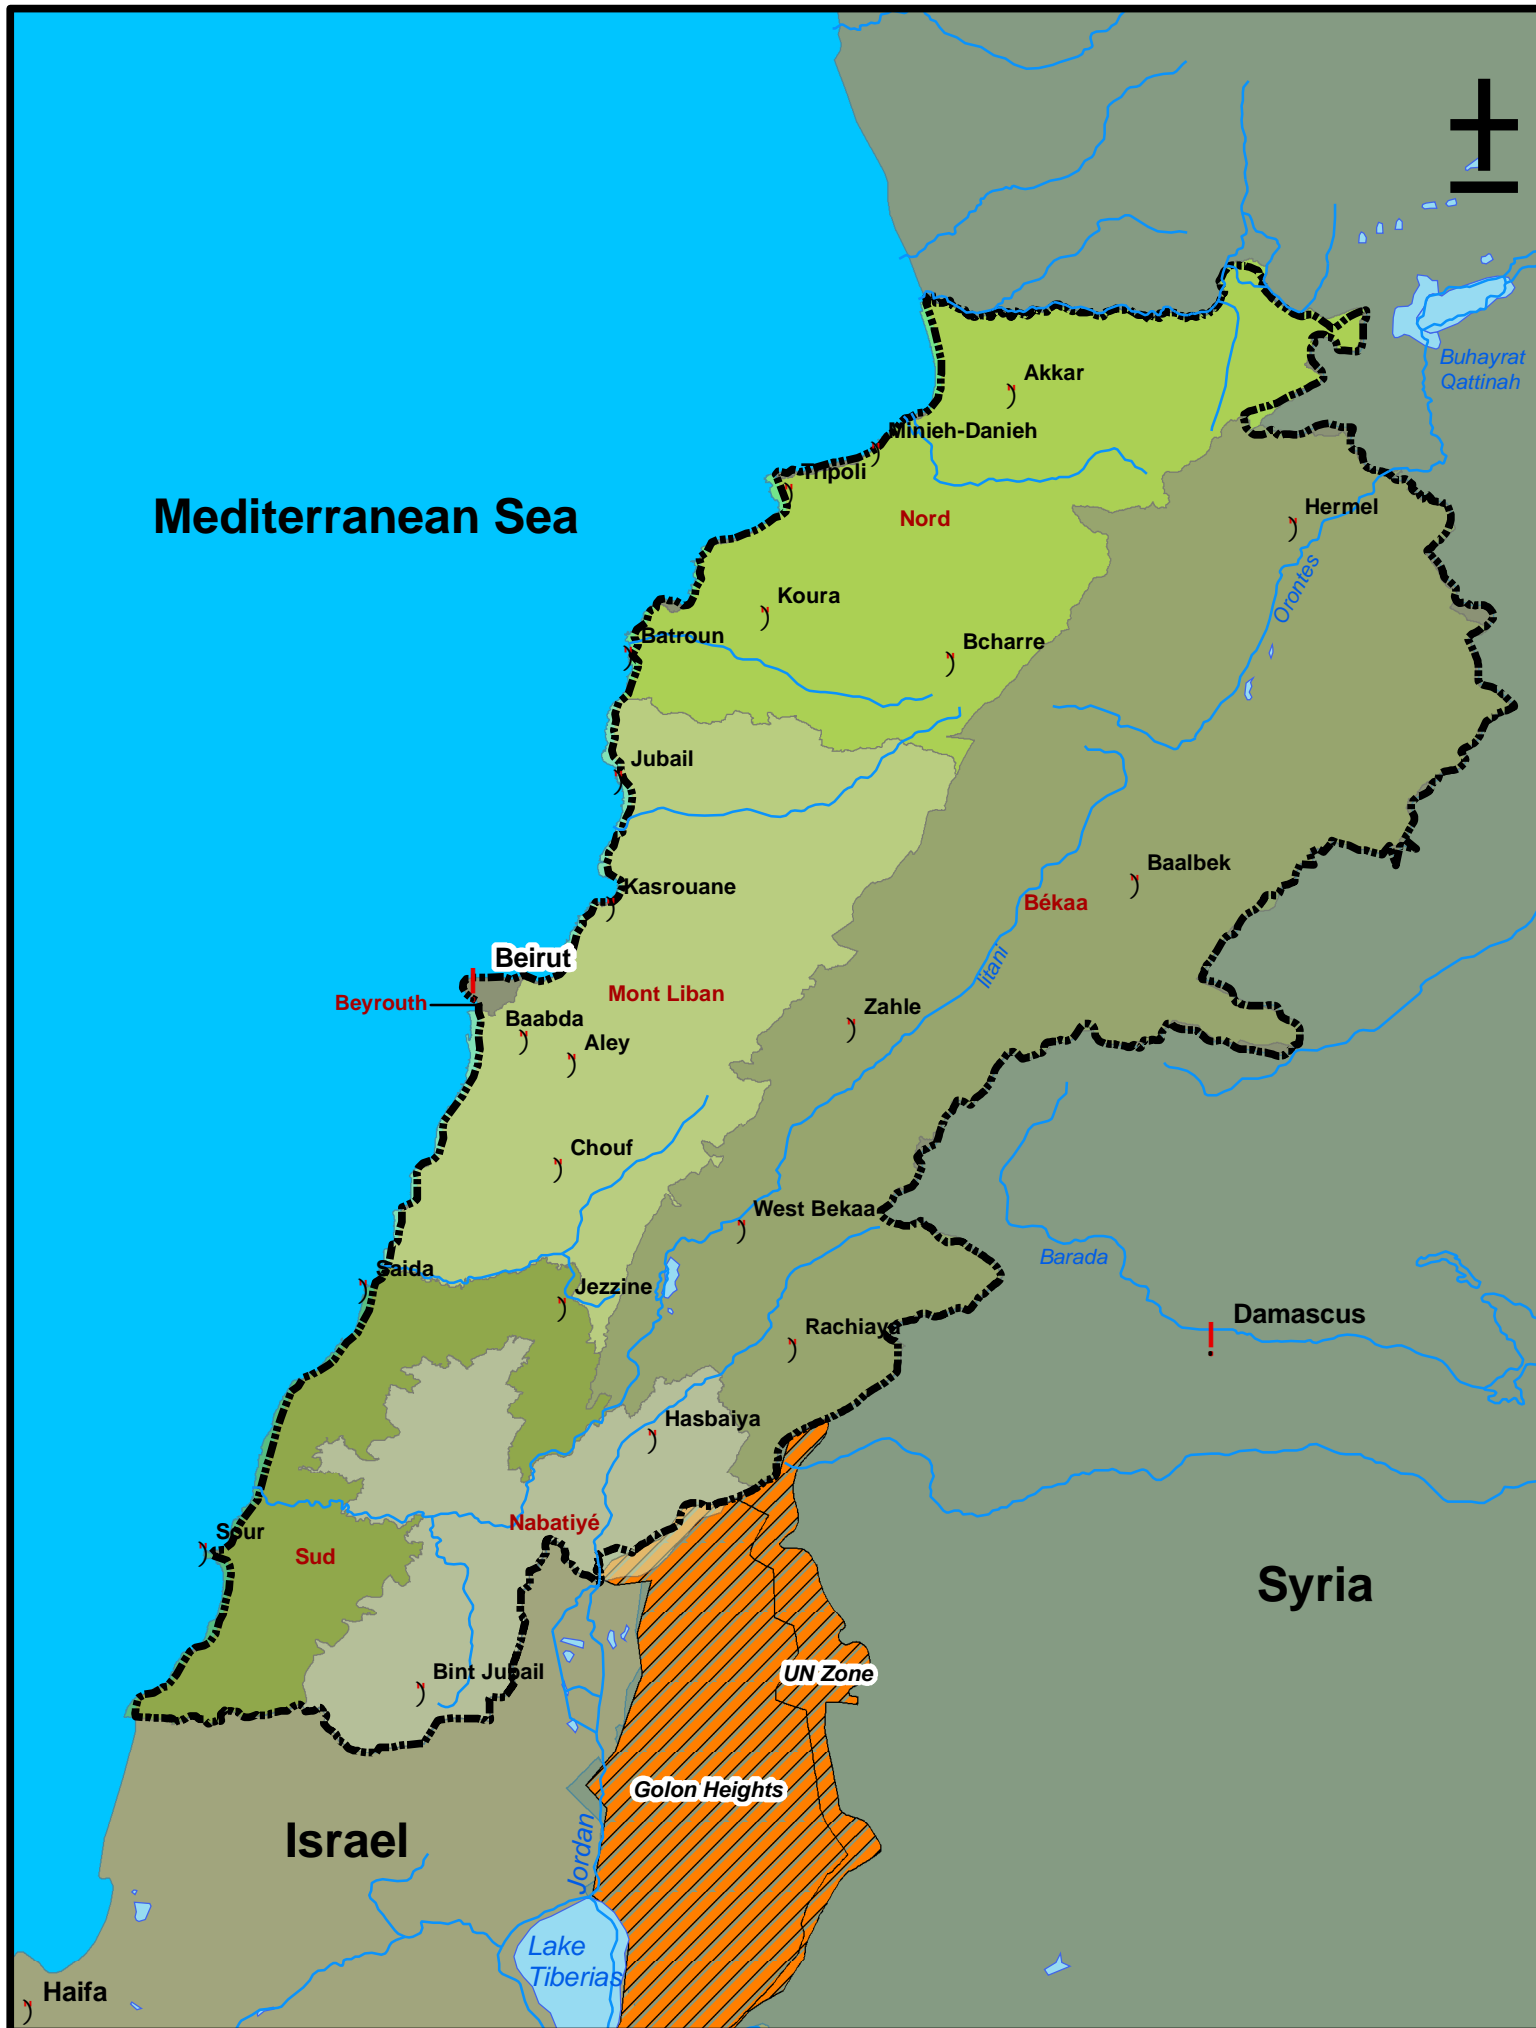 Buhayrat
Qattinah
Akkar
Minieh-Danieh
Tripoli
Mediterranean Sea
Nord
Hermel
Orontes
Koura
Batroun
Bcharre
Jubail
Baalbek
Kasrouane
Békaa
Beirut
litani
Beyrouth
Mont Liban
Zahle
Baabda
Aley
Chouf
West Bekaa
Barada
Saida
Jezzine
Damascus
Rachiaya
Hasbaiya
Nabatiyé
Sour
Sud
Syria
Bint Jubail
UN Zone
Golon Heights
Israel
Jordan
Lake
Tiberias
Haifa